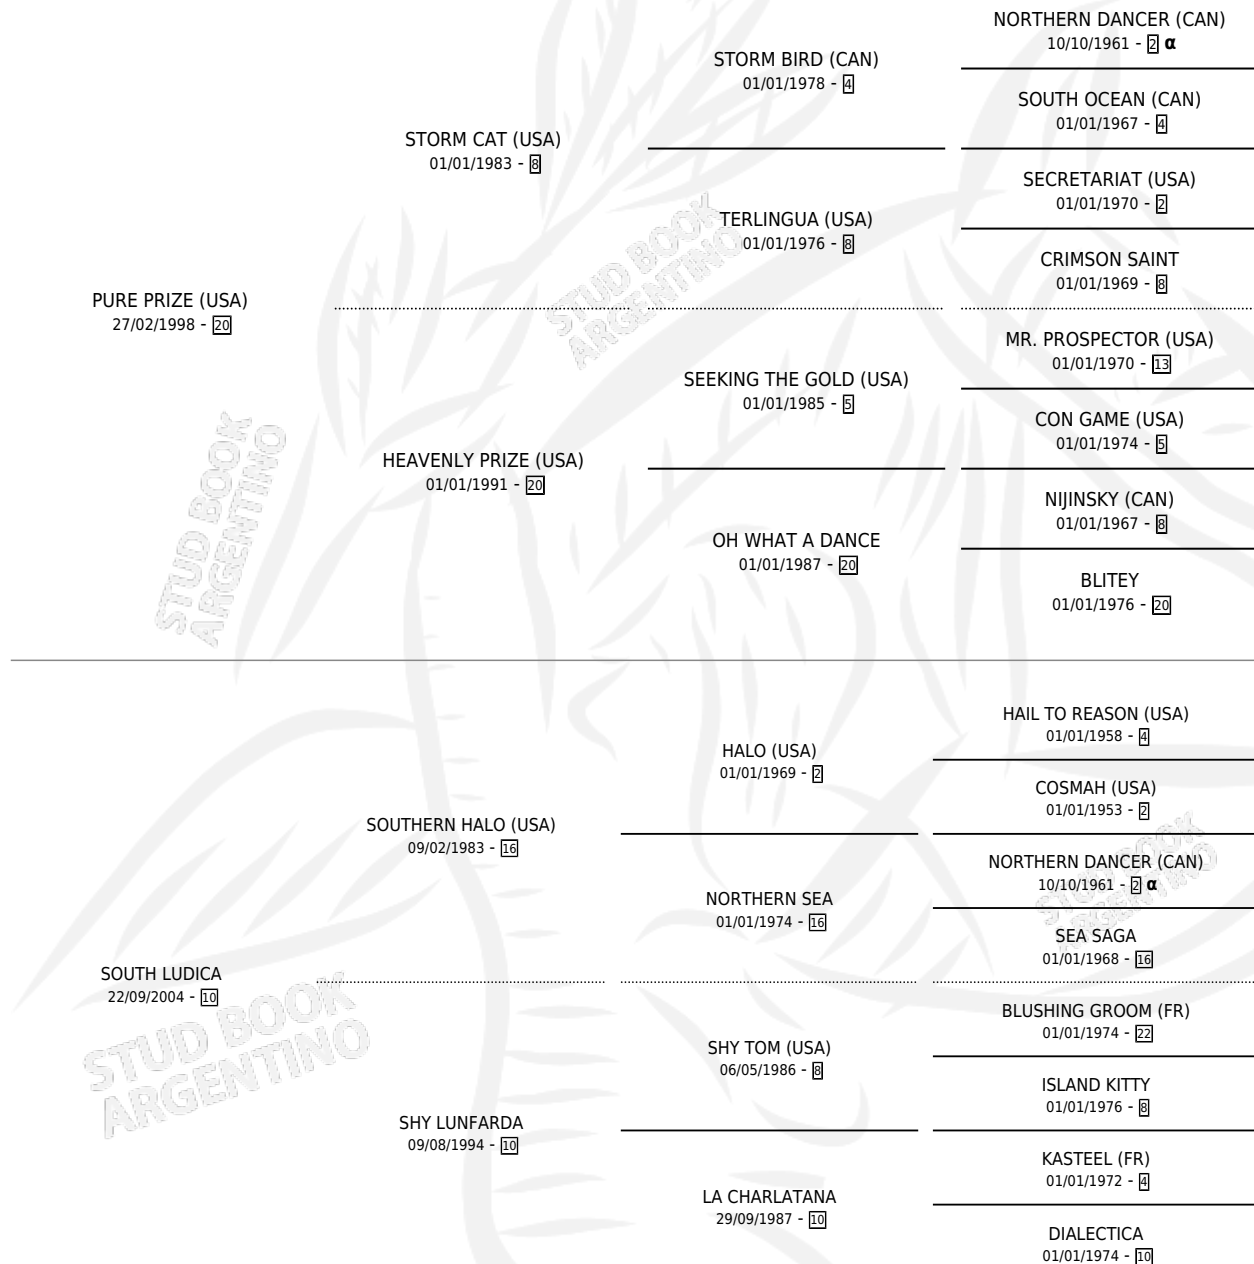 NORTHERN DANCER (CAN)
10/10/1961 - 2 α
STORM BIRD (CAN)
01/01/1978 - 4
SOUTH OCEAN (CAN)
01/01/1967 - 4
STORM CAT (USA)
01/01/1983 - 8
SECRETARIAT (USA)
01/01/1970 - 2
TERLINGUA (USA)
01/01/1976 - 8
CRIMSON SAINT
01/01/1969 - 8
PURE PRIZE (USA)
27/02/1998 - 20
MR. PROSPECTOR (USA)
01/01/1970 - 13
SEEKING THE GOLD (USA)
01/01/1985 - 5
CON GAME (USA)
01/01/1974 - 5
HEAVENLY PRIZE (USA)
01/01/1991 - 20
NIJINSKY (CAN)
01/01/1967 - 8
OH WHAT A DANCE
01/01/1987 - 20
BLITEY
01/01/1976 - 20
HAIL TO REASON (USA)
01/01/1958 - 4
HALO (USA)
01/01/1969 - 2
COSMAH (USA)
01/01/1953 - 2
SOUTHERN HALO (USA)
09/02/1983 - 16
NORTHERN DANCER (CAN)
10/10/1961 - 2 α
NORTHERN SEA
01/01/1974 - 16
SEA SAGA
01/01/1968 - 16
SOUTH LUDICA
22/09/2004 - 10
BLUSHING GROOM (FR)
01/01/1974 - 22
SHY TOM (USA)
06/05/1986 - 8
ISLAND KITTY
01/01/1976 - 8
SHY LUNFARDA
09/08/1994 - 10
KASTEEL (FR)
01/01/1972 - 4
LA CHARLATANA
29/09/1987 - 10
DIALECTICA
01/01/1974 - 10
STUD BOOK
ARGENTINO
STUD BOOK
ARGENTINO
STUD BOOK
ARGENTINO
STUD BOOK
ARGENTINO